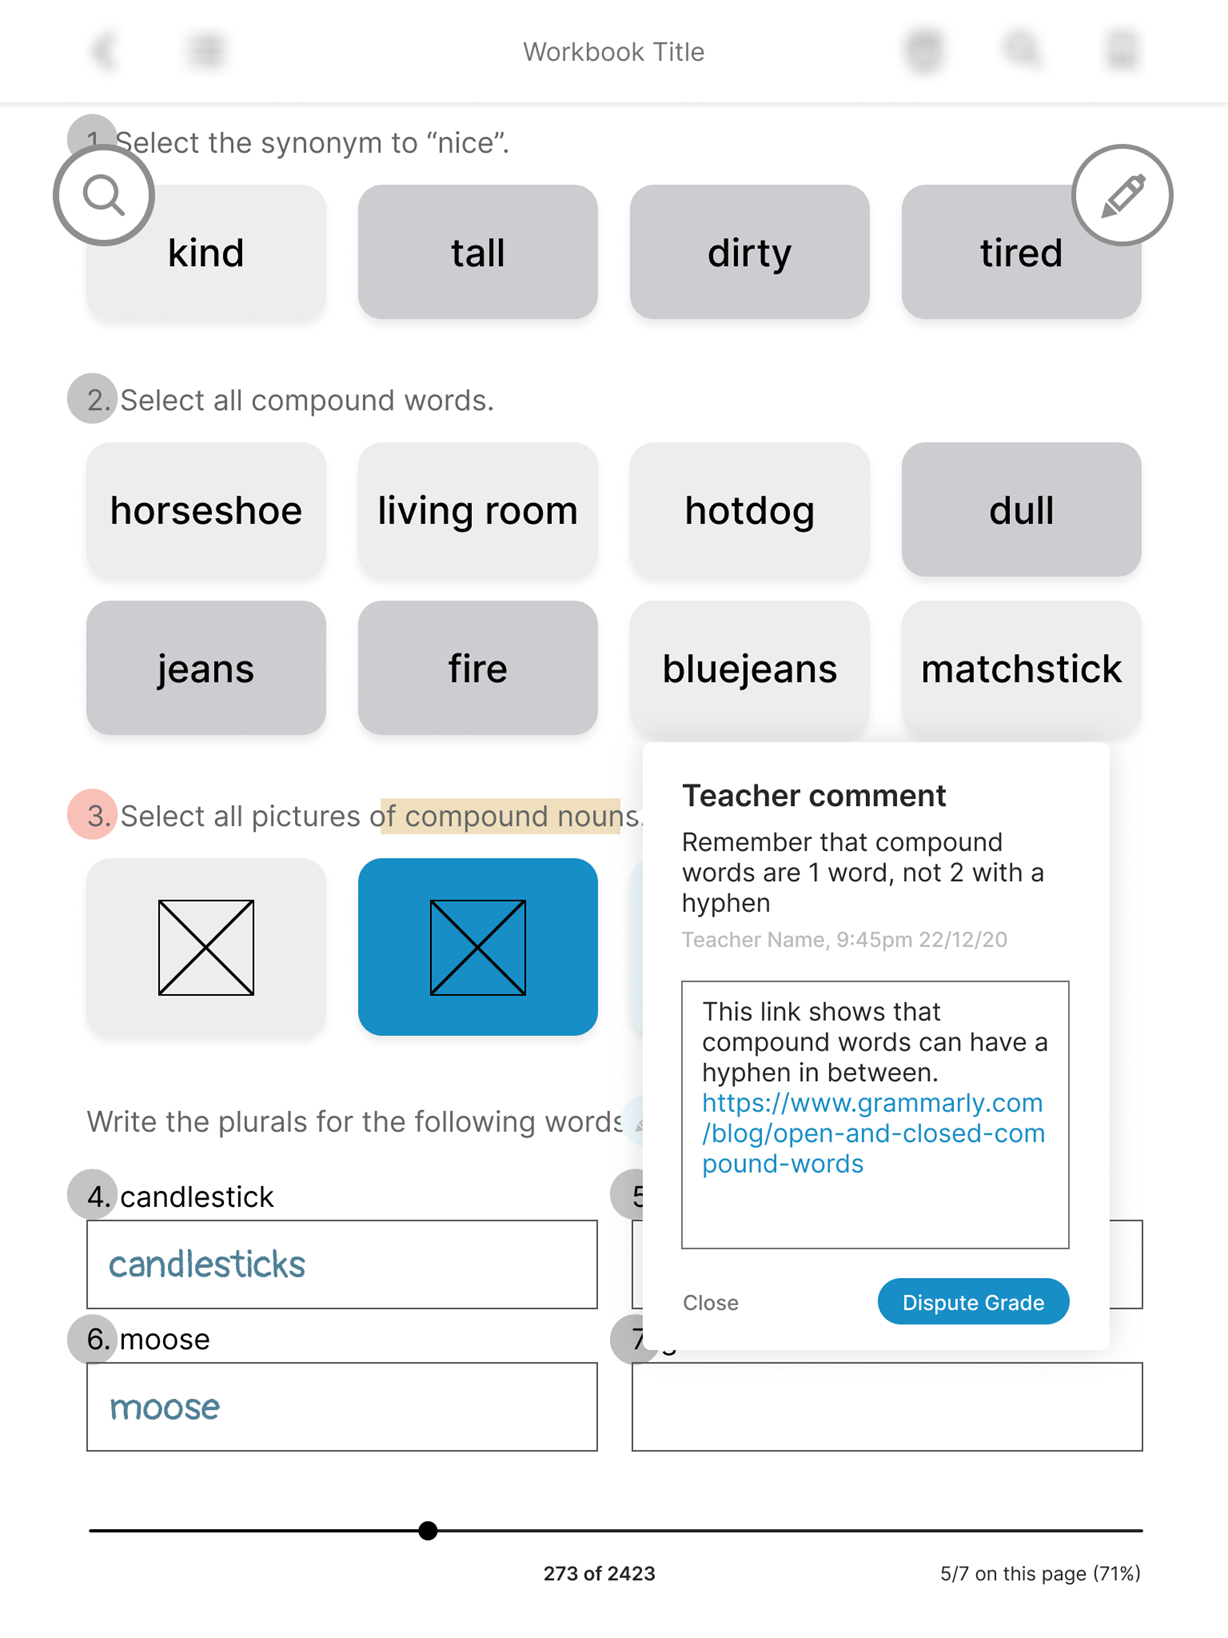 Workbook Title
1. Select the synonym to “nice”.
kind
tall
dirty
tired
2. Select all compound words.
horseshoe
living room
hotdog
dull
jeans
fire
bluejeans
matchstick
3. Select all pictures of compound nouns.
Teacher comment
Remember that compound
words are 1 word, not 2 with a
hyphen
Teacher Name, 9:45pm 22/12/20
This link shows that
compound words can have a
hyphen in between.
https://www.grammarly.com
/blog/open-and-closed-com
pound-words
Close
Dispute Grade
Write the plurals for the following words
4. candlestick
5
candlesticks
6. moose
7
moose
273 of 2423
5/7 on this page (71%)